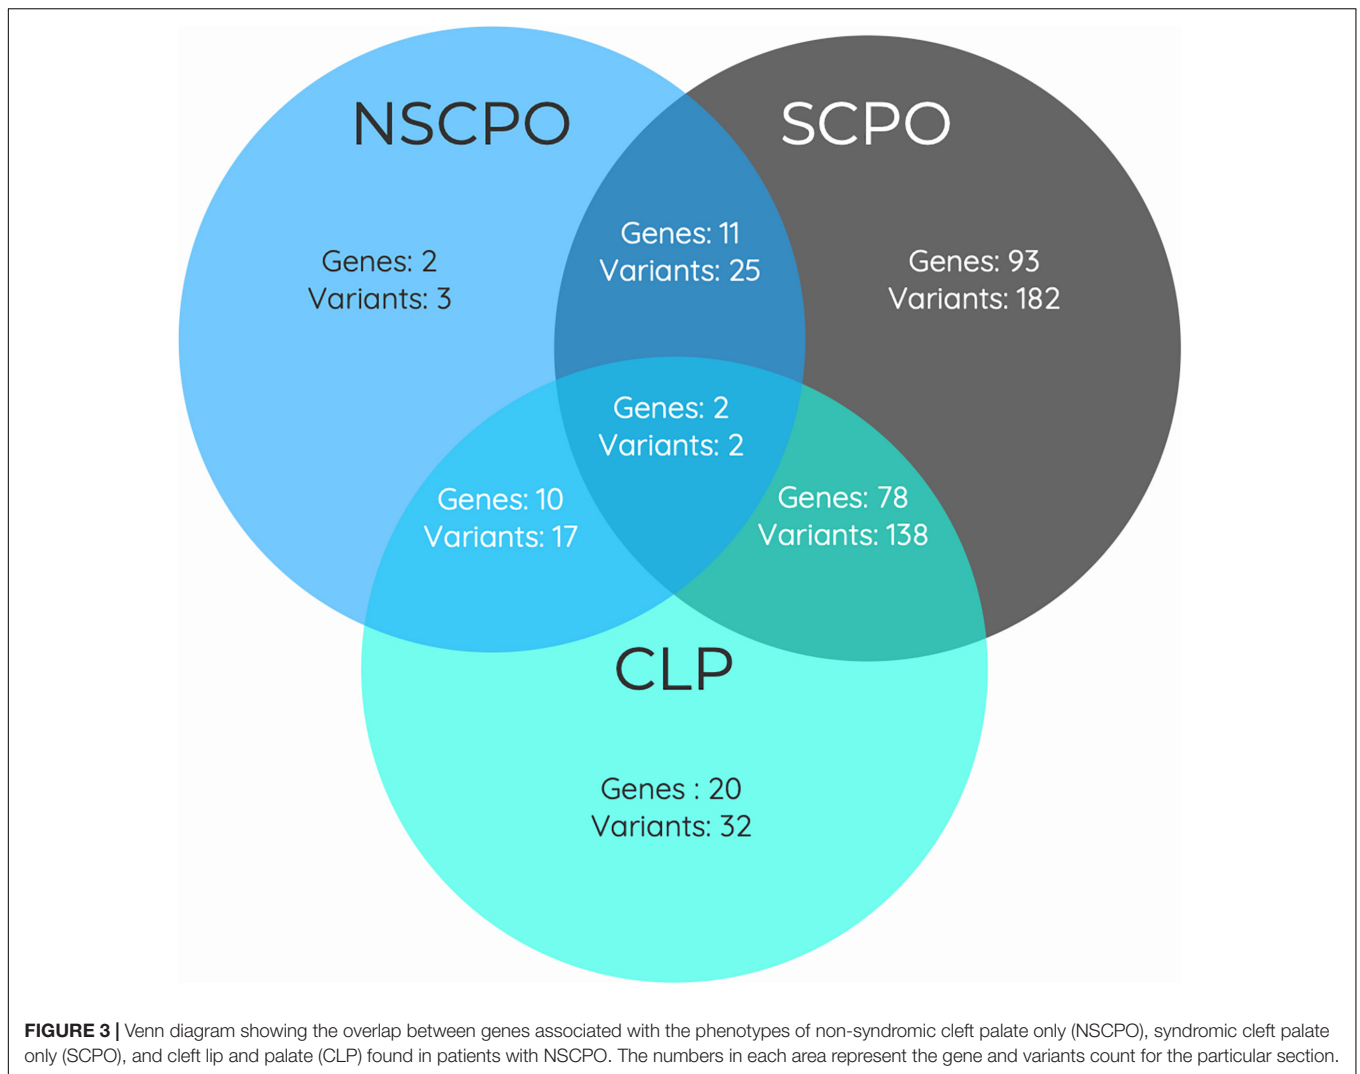 NSCPO
SCPO
Genes: 2
Variants: 3
Genes: 11
Variants: 25
Genes: 93
Variants: 182
Genes: 2
Variants: 2
Genes: 10
Variants: 17
Genes: 78
Variants: 138
CLP
Genes : 20
Variants: 32
FIGURE 3 | Venn diagram showing the overlap between genes associated with the phenotypes of non-syndromic cleft palate only (NSCPO), syndromic cleft palate
only (SCPO), and cleft lip and palate (CLP) found in patients with NSCPO. The numbers in each area represent the gene and variants count for the particular section.